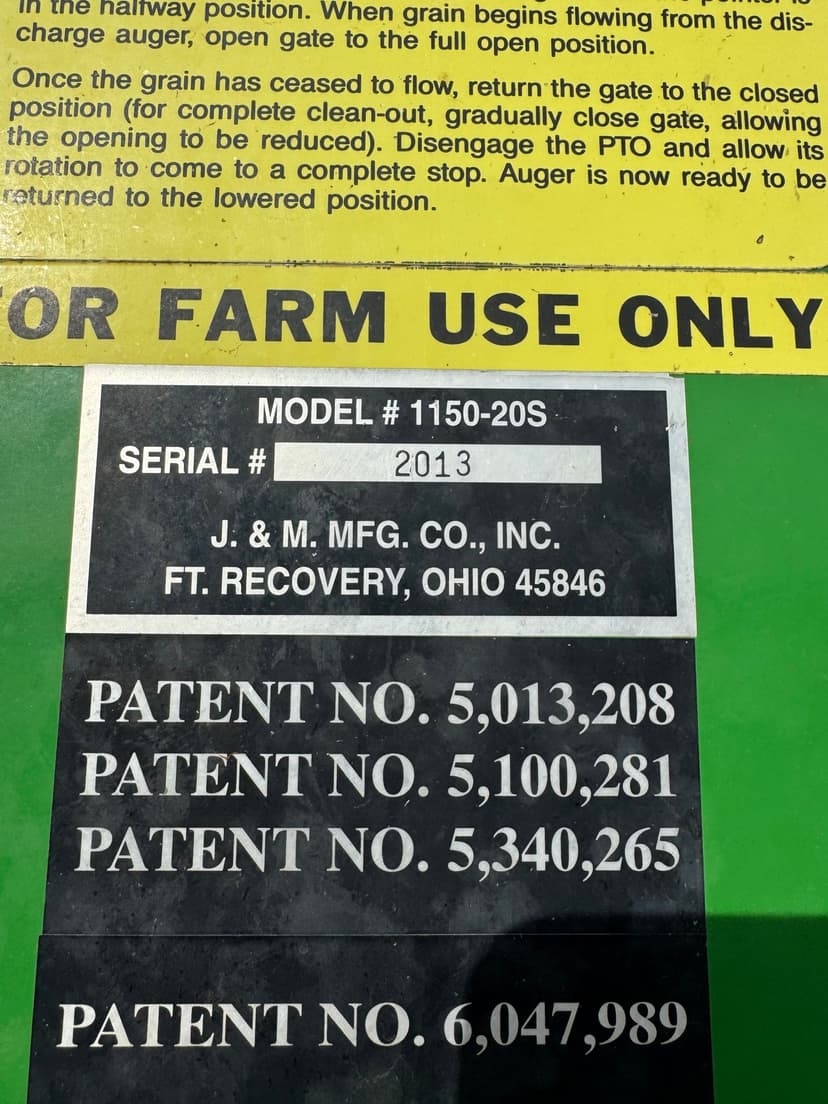 in the halfway position. When grain begins flowing from the dis-
charge auger, open gate to the full open position.
Once the grain has ceased to flow, return the gate to the closed
position (for complete clean-out, gradually close gate, allowing
the opening to be reduced). Disengage the PTO and allow its
rotation to come to a complete stop. Auger is now ready to be
returned to the lowered position.
OR FARM USE ONLY
MODEL # 1150-20S
SERIAL # 2013
J. & M. MFG. CO., INC.
FT. RECOVERY, OHIO 45846
PATENT NO. 5,013,208
PATENT NO. 5,100,281
PATENT NO. 5,340,265
PATENT NO. 6,047,989